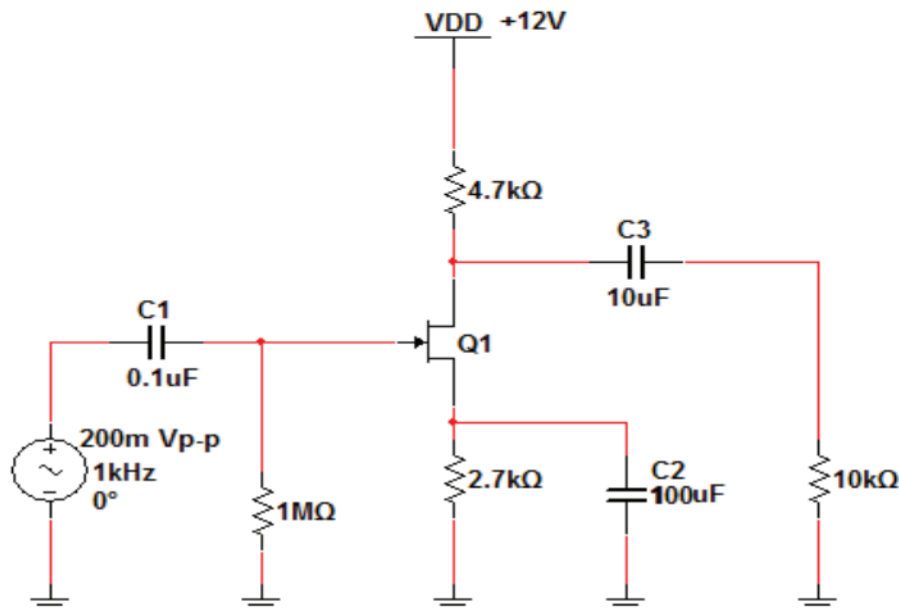 VDD +12V
4.7kΩ
C3
10uF
C1
0.1uF
Q1
200m Vp-p
1kHz
0°
1MΩ
2.7kΩ
C2
100uF
10kΩ